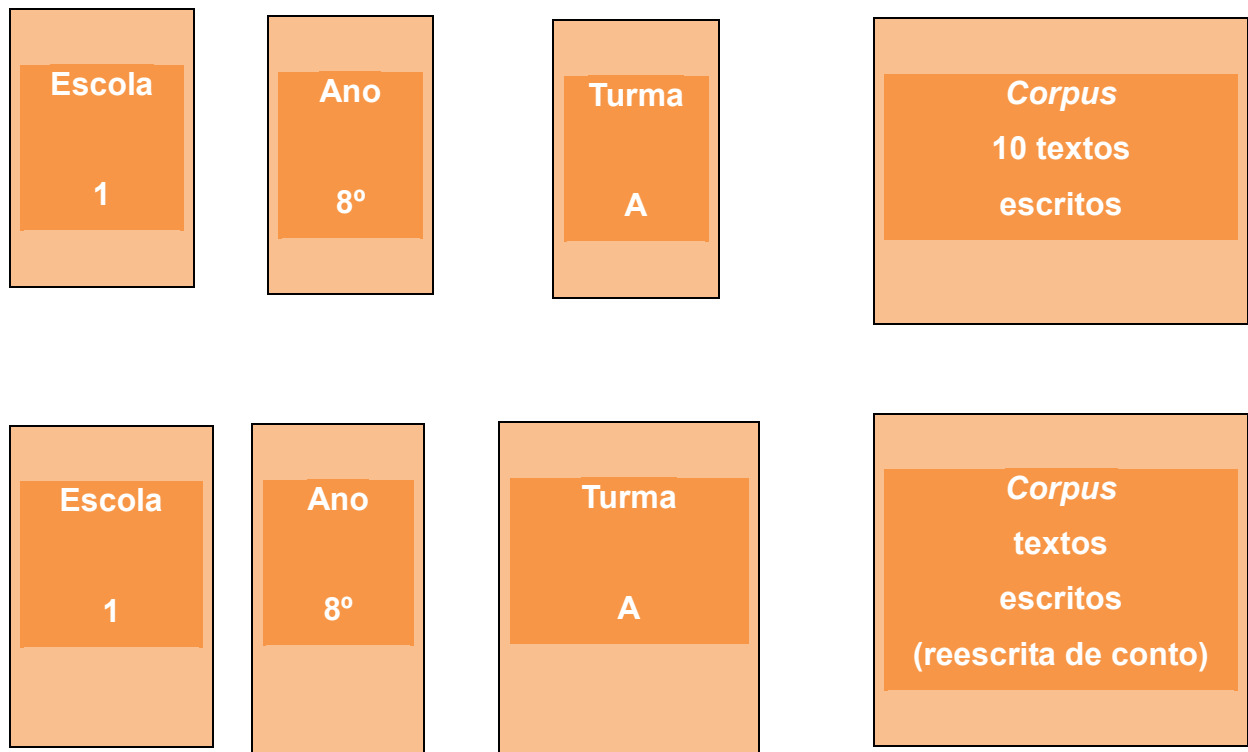 Escola
1
Ano
8º
Turma
A
Corpus
10 textos
escritos
Escola
1
Ano
8º
Turma
A
Corpus
textos
escritos
(reescrita de conto)